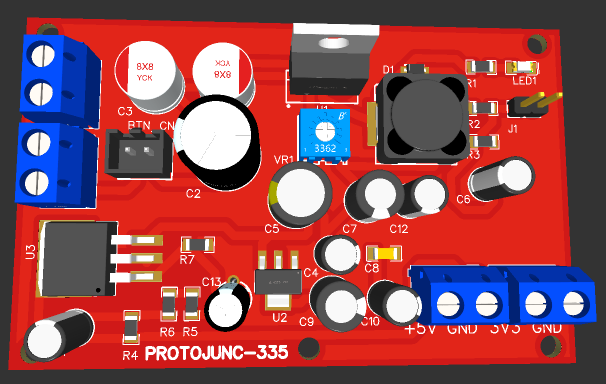 8X8
YCK
YCK
8X8
C3
BTN
CN
C2
U1
VR1
3362
C5
D1
R1
LED1
R2
J1
R3
C7
C12
C6
U3
R7
C13
R6 R5
R4
U2
C4
C8
C9
C10
+5V GND 3V3 GND
PROTOJUNC-335